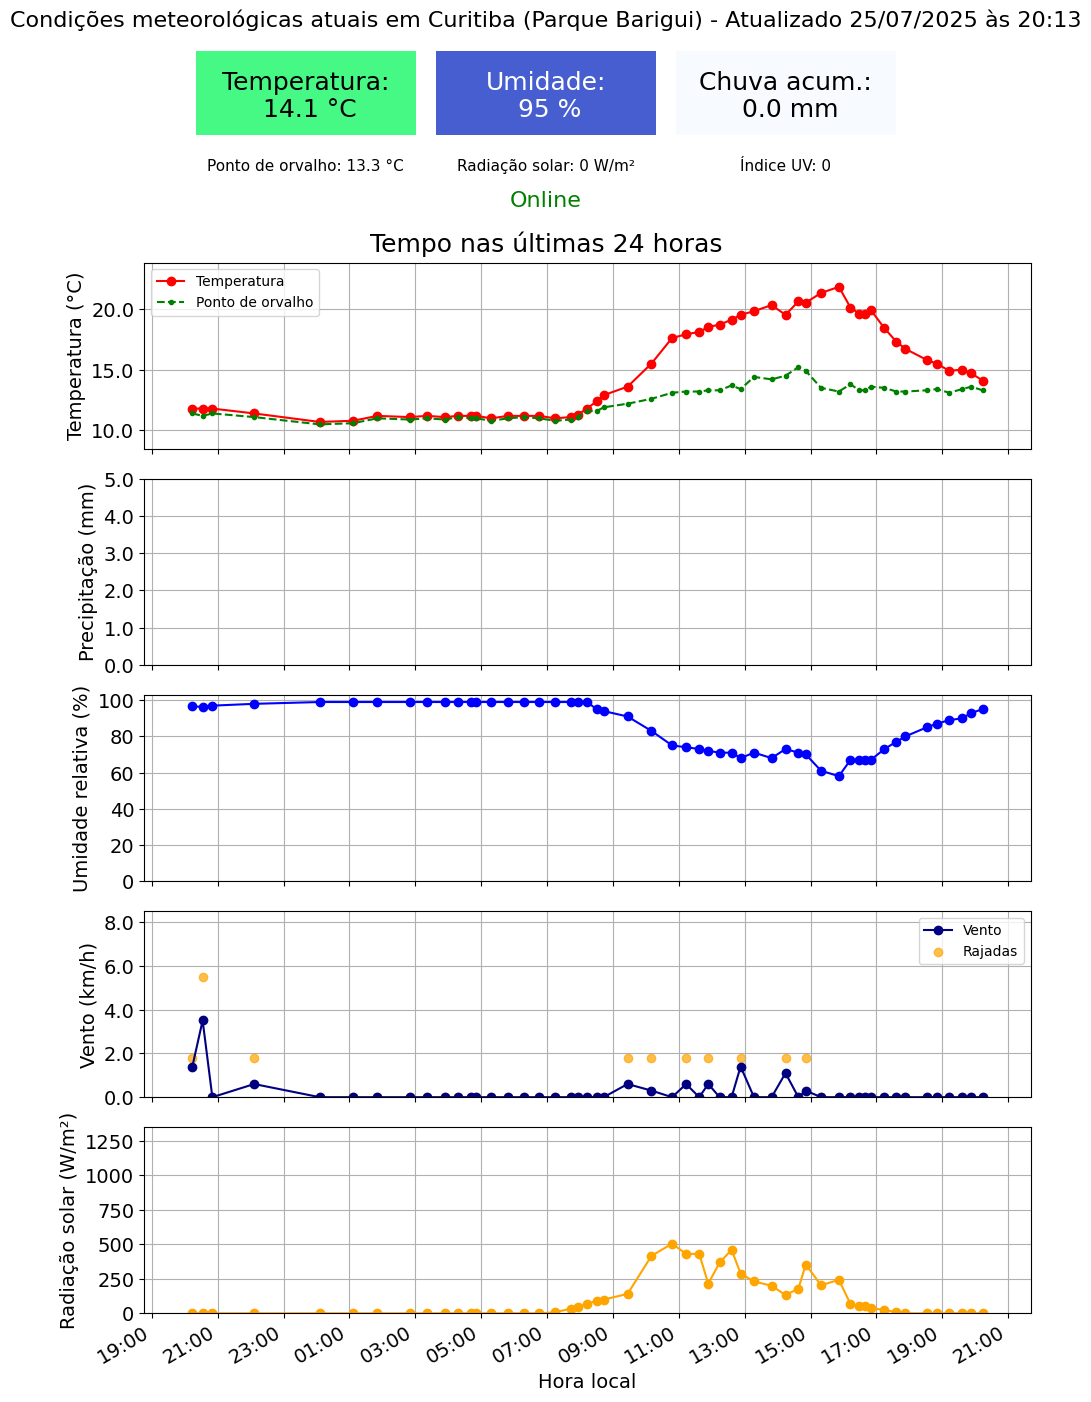 Condições meteorológicas atuais em Curitiba (Parque Barigui) - Atualizado 25/07/2025 às 20:13
Temperatura:
14.1 °C
Umidade:
95 %
Chuva acum.:
0.0 mm
Ponto de orvalho: 13.3 °C
Radiação solar: 0 W/m²
Índice UV: 0
Online
Tempo nas últimas 24 horas
Temperatura (°C)
20.0
15.0
10.0
Temperatura
Ponto de orvalho
Precipitação (mm)
5.0
4.0
3.0
2.0
1.0
0.0
Umidade relativa (%)
100
80
60
40
20
0
Vento (km/h)
8.0
6.0
4.0
2.0
0.0
Vento
Rajadas
Radiação solar (W/m²)
1250
1000
750
500
250
0
19:00
21:00
23:00
01:00
03:00
05:00
07:00
09:00
11:00
13:00
15:00
17:00
19:00
21:00
Hora local